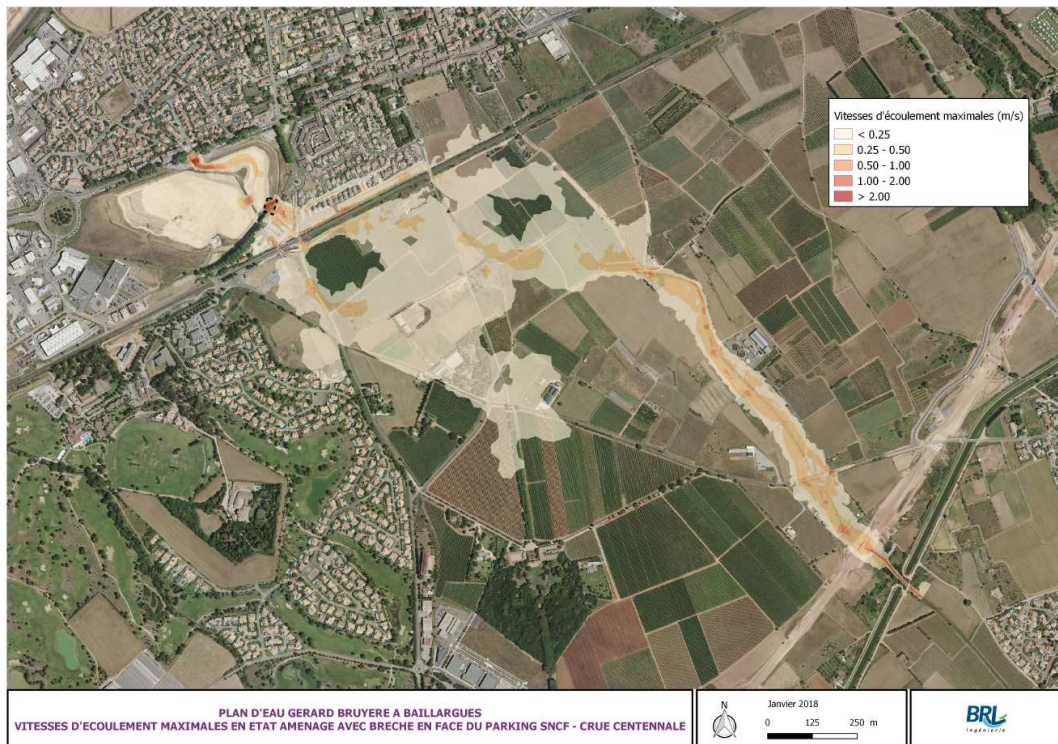 Vitesses d'écoulement maximales (m/s)
< 0.25
0.25 - 0.50
0.50 - 1.00
1.00 - 2.00
> 2.00
PLAN D'EAU GERARD BRUYERE A BAILLARGUES
VITESSES D'ECOULEMENT MAXIMALES EN ETAT AMENAGE AVEC BRECHE EN FACE DU PARKING SNCF - CRUE CENTENNALE
N
Janvier 2018
0 125 250 m
BRL
Ingénierie